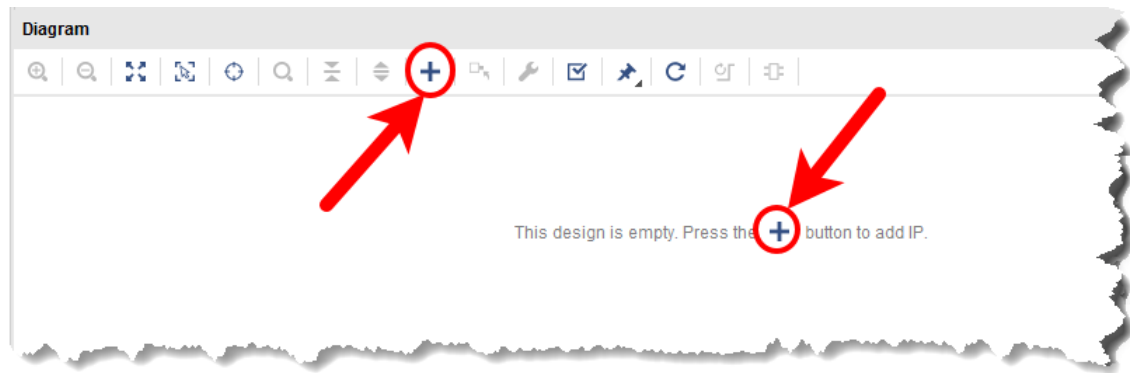 Diagram
This design is empty. Press the + button to add IP.